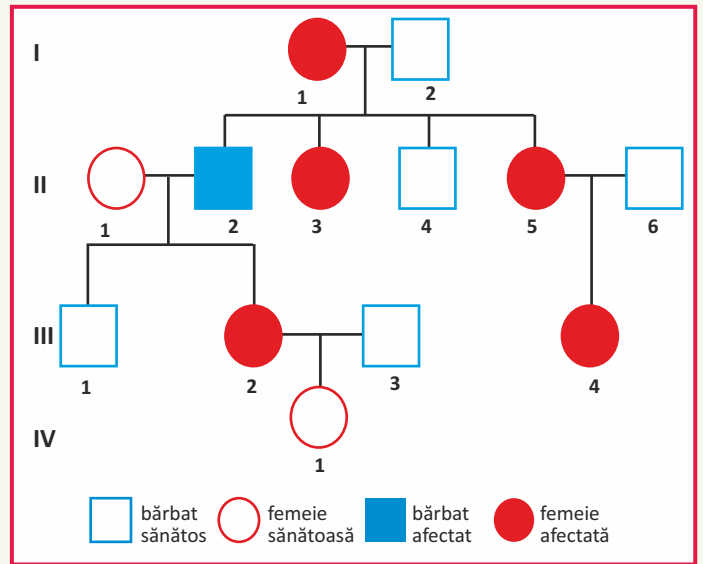 I
1
2
II
1
2
3
4
5
6
III
1
2
3
4
IV
1
bărbat sănătos
femeie sănătoasă
bărbat afectat
femeie afectată